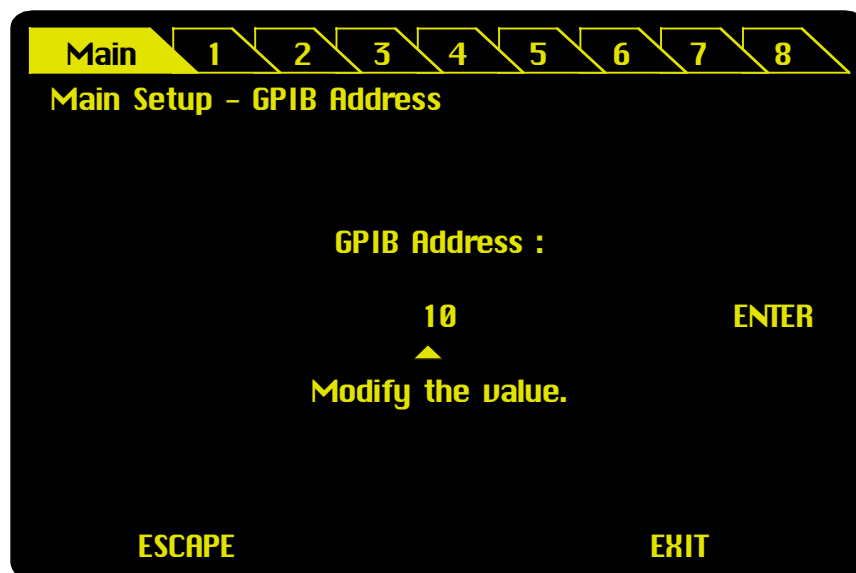 Main 1 2 3 4 5 6 7 8
Main Setup - GPIB Address
GPIB Address :
10 ENTER
Modify the value.
ESCAPE EXIT